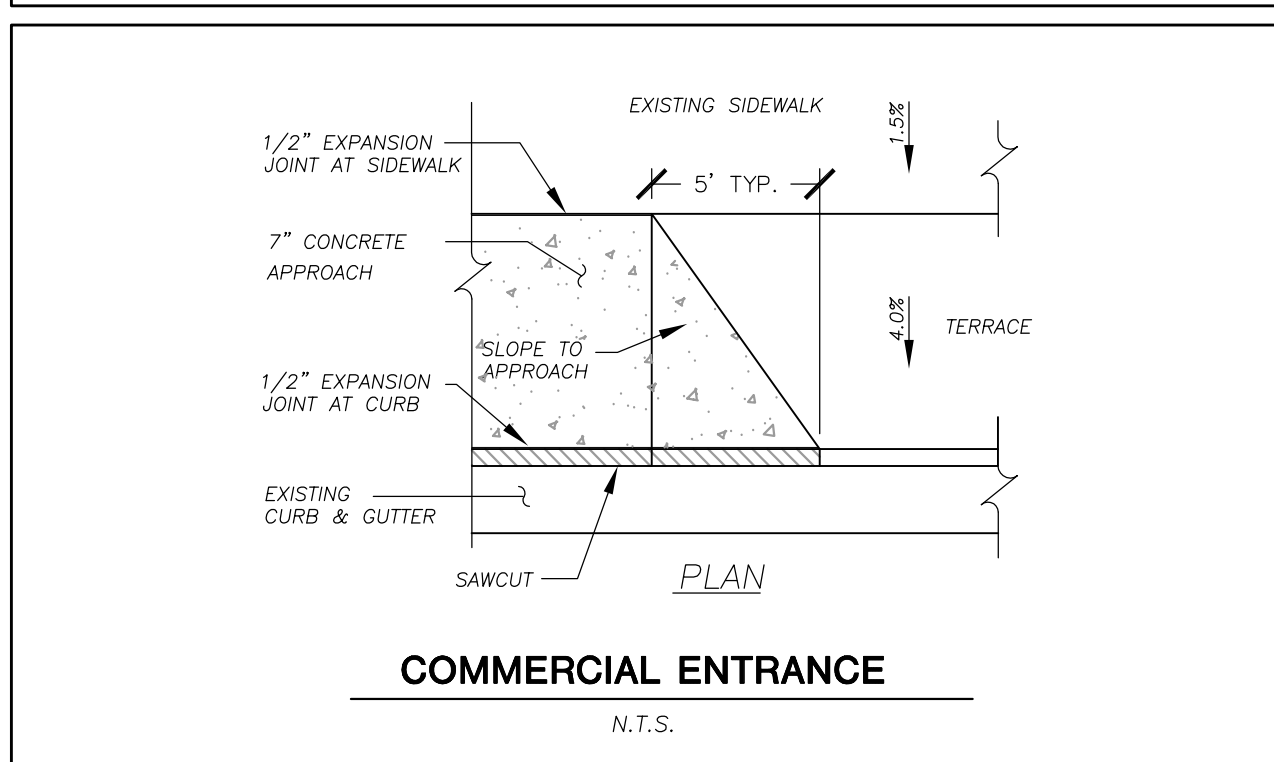 EXISTING SIDEWALK
1.5%
1/2" EXPANSION
JOINT AT SIDEWALK
5' TYP.
7" CONCRETE
APPROACH
4.0%
TERRACE
SLOPE TO
APPROACH
1/2" EXPANSION
JOINT AT CURB
EXISTING
CURB & GUTTER
SAWCUT
PLAN
COMMERCIAL ENTRANCE
N.T.S.